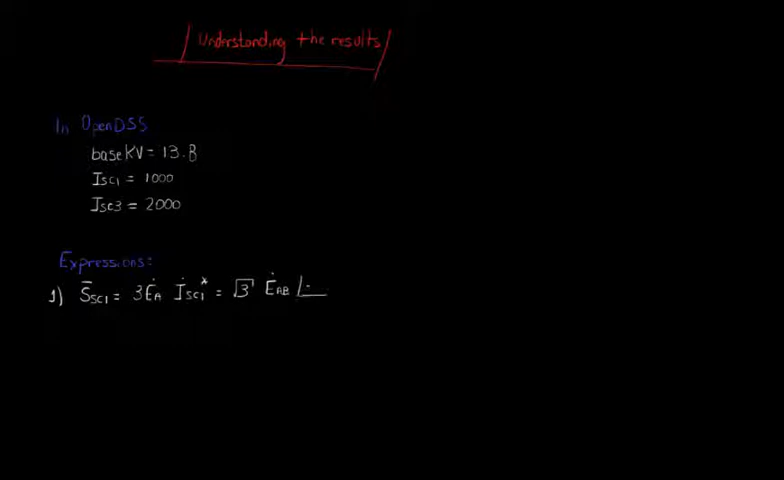 Understanding the results
In OpenDSS
baseKV = 13.8
Isc1 = 1000
Isc3 = 2000
Expressions:
1) S̄sc1 = 3ĖA İsc1* = √3 ĖAB ∠-